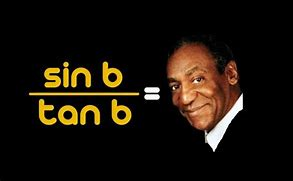 sin b
tan b
=